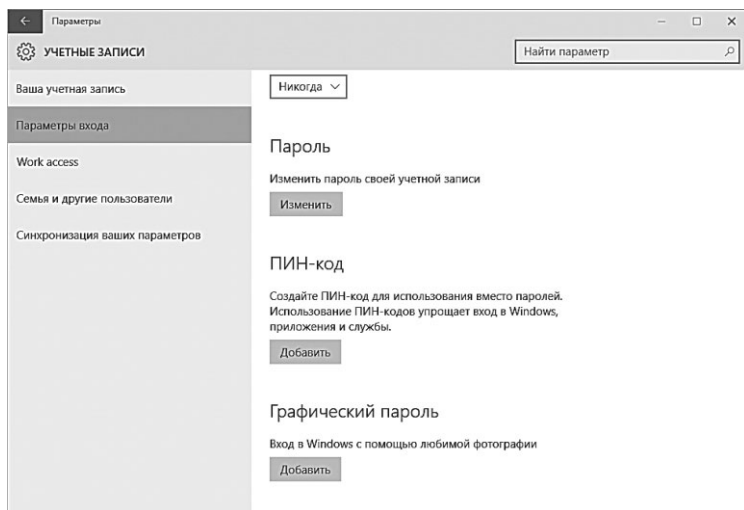 Параметры
УЧЕТНЫЕ ЗАПИСИ
Найти параметр
Ваша учетная запись
Параметры входа
Work access
Семья и другие пользователи
Синхронизация ваших параметров
Никогда
Пароль
Изменить пароль своей учетной записи
Изменить
ПИН-код
Создайте ПИН-код для использования вместо паролей.
Использование ПИН-кодов упрощает вход в Windows,
приложения и службы.
Добавить
Графический пароль
Вход в Windows с помощью любимой фотографии
Добавить